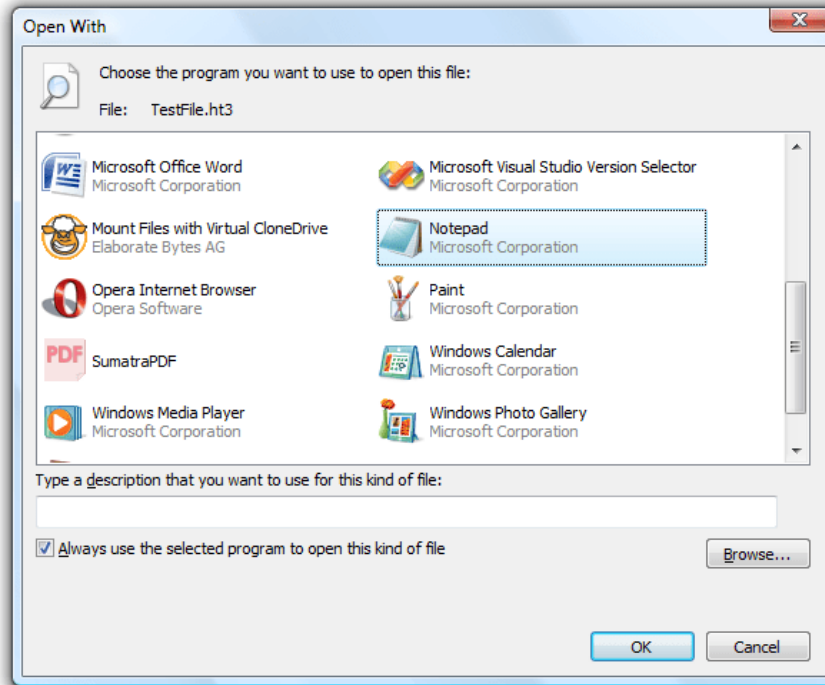 Open With
Choose the program you want to use to open this file:
File: TestFile.ht3
Microsoft Office Word
Microsoft Corporation
Microsoft Visual Studio Version Selector
Microsoft Corporation
Mount Files with Virtual CloneDrive
Elaborate Bytes AG
Notepad
Microsoft Corporation
Opera Internet Browser
Opera Software
Paint
Microsoft Corporation
PDF
SumatraPDF
Windows Calendar
Microsoft Corporation
Windows Media Player
Microsoft Corporation
Windows Photo Gallery
Microsoft Corporation
Type a description that you want to use for this kind of file:
Always use the selected program to open this kind of file
Browse...
OK
Cancel